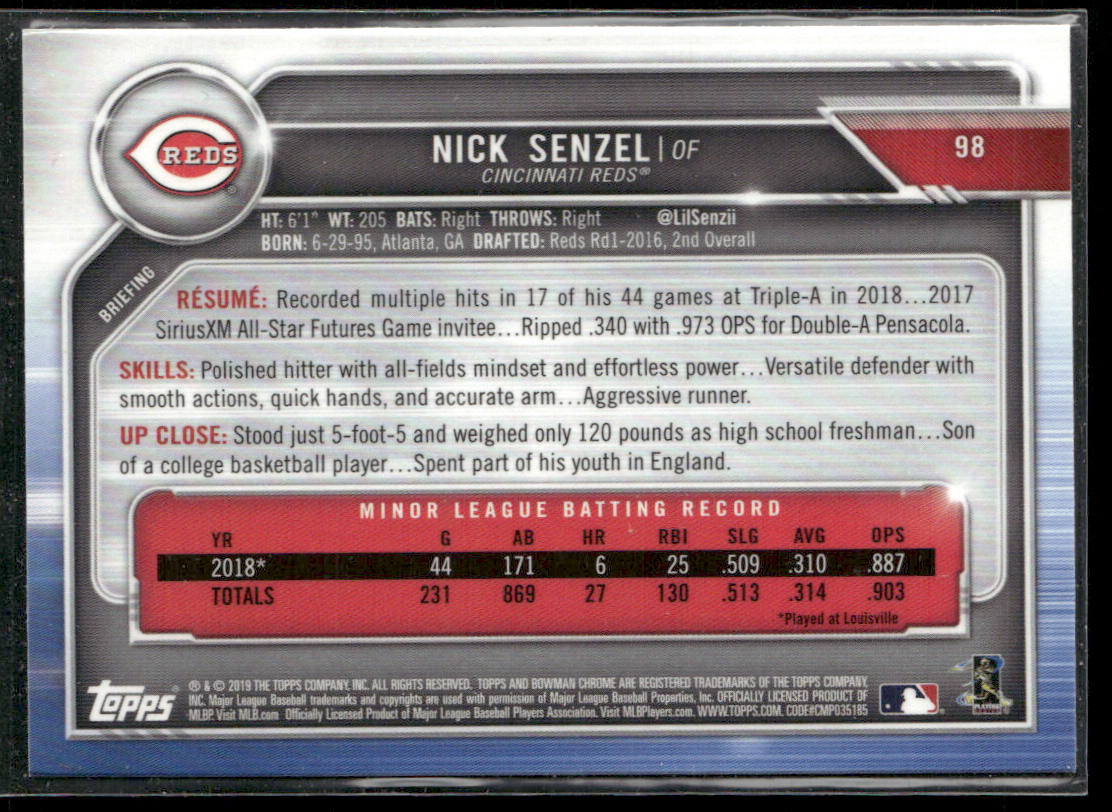 REDS
NICK SENZEL | OF
98
CINCINNATI REDS®
HT: 6'1" WT: 205 BATS: Right THROWS: Right @LilSenzii
BORN: 6-29-95, Atlanta, GA DRAFTED: Reds Rd1-2016, 2nd Overall
BRIEFING
RÉSUMÉ: Recorded multiple hits in 17 of his 44 games at Triple-A in 2018...2017
SiriusXM All-Star Futures Game invitee...Ripped .340 with .973 OPS for Double-A Pensacola.
SKILLS: Polished hitter with all-fields mindset and effortless power...Versatile defender with
smooth actions, quick hands, and accurate arm...Aggressive runner.
UP CLOSE: Stood just 5-foot-5 and weighed only 120 pounds as high school freshman...Son
of a college basketball player...Spent part of his youth in England.
MINOR LEAGUE BATTING RECORD
YR G AB HR RBI SLG AVG OPS
2018* 44 171 6 25 .509 .310 .887
TOTALS 231 869 27 130 .513 .314 .903
*Played at Louisville
Topps®
® & © 2019 THE TOPPS COMPANY, INC. ALL RIGHTS RESERVED. TOPPS AND BOWMAN CHROME ARE REGISTERED TRADEMARKS OF THE TOPPS COMPANY,
INC. Major League Baseball trademarks and copyrights are used with permission of Major League Baseball Properties, Inc. OFFICIALLY LICENSED PRODUCT OF
MLBP Visit MLB.com Officially Licensed Product of Major League Baseball Players Association. Visit MLBPlayers.com. WWW.TOPPS.COM. CODE#CMP035185